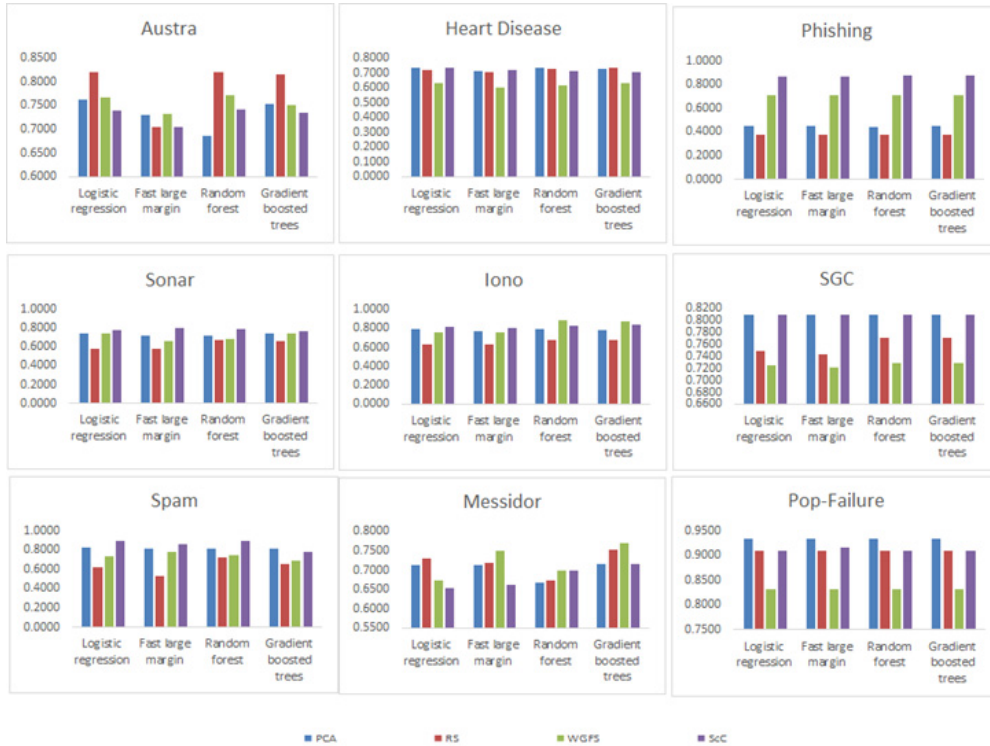 Austra
0.8500
0.8000
0.7500
0.7000
0.6500
0.6000
Logistic regression
Fast large margin
Random forest
Gradient boosted trees
Heart Disease
0.8000
0.7000
0.6000
0.5000
0.4000
0.3000
0.2000
0.1000
0.0000
Logistic regression
Fast large margin
Random forest
Gradient boosted trees
Phishing
1.0000
0.8000
0.6000
0.4000
0.2000
0.0000
Logistic regression
Fast large margin
Random forest
Gradient boosted trees
Sonar
1.0000
0.8000
0.6000
0.4000
0.2000
0.0000
Logistic regression
Fast large margin
Random forest
Gradient boosted trees
Iono
1.0000
0.8000
0.6000
0.4000
0.2000
0.0000
Logistic regression
Fast large margin
Random forest
Gradient boosted trees
SGC
0.8200
0.8000
0.7800
0.7600
0.7400
0.7200
0.7000
0.6800
0.6600
Logistic regression
Fast large margin
Random forest
Gradient boosted trees
Spam
1.0000
0.8000
0.6000
0.4000
0.2000
0.0000
Logistic regression
Fast large margin
Random forest
Gradient boosted trees
Messidor
0.8000
0.7500
0.7000
0.6500
0.6000
0.5500
Logistic regression
Fast large margin
Random forest
Gradient boosted trees
Pop-Failure
0.9500
0.9000
0.8500
0.8000
0.7500
Logistic regression
Fast large margin
Random forest
Gradient boosted trees
PCA
RS
WGFS
ScC